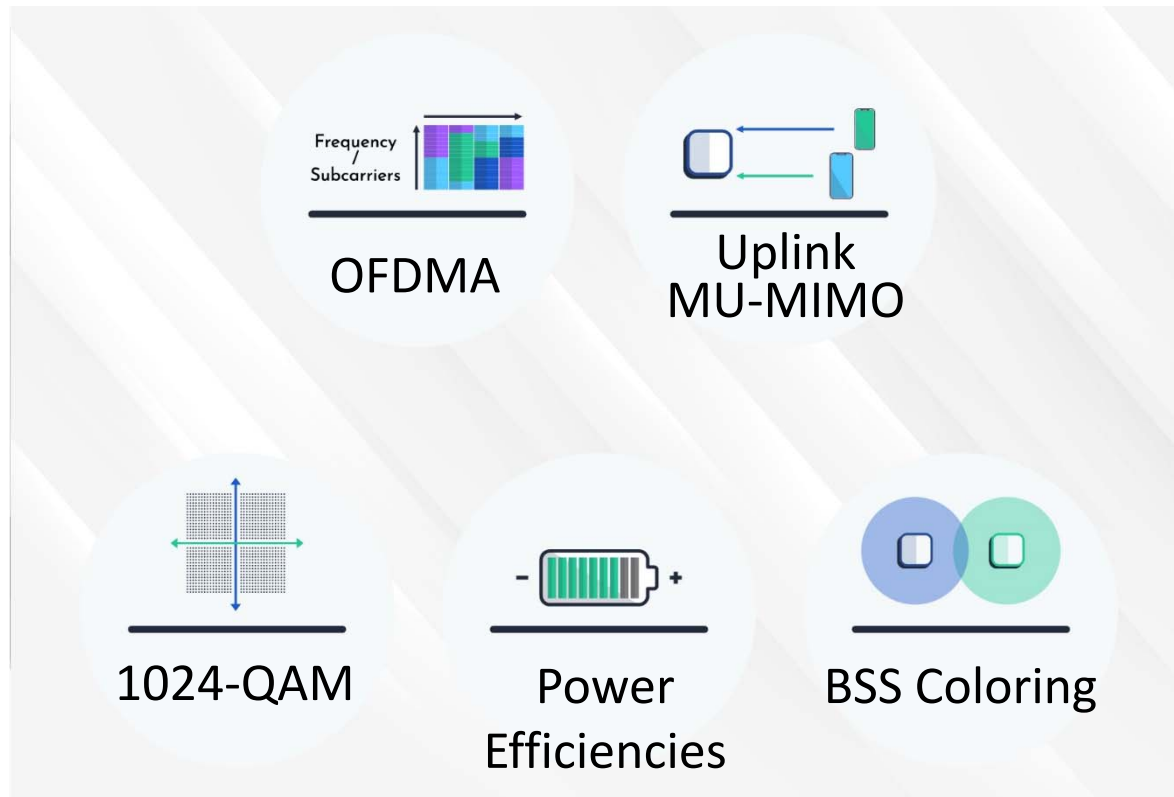 Frequency
/
Subcarriers
OFDMA
Uplink
MU-MIMO
1024-QAM
- +
Power
Efficiencies
BSS Coloring